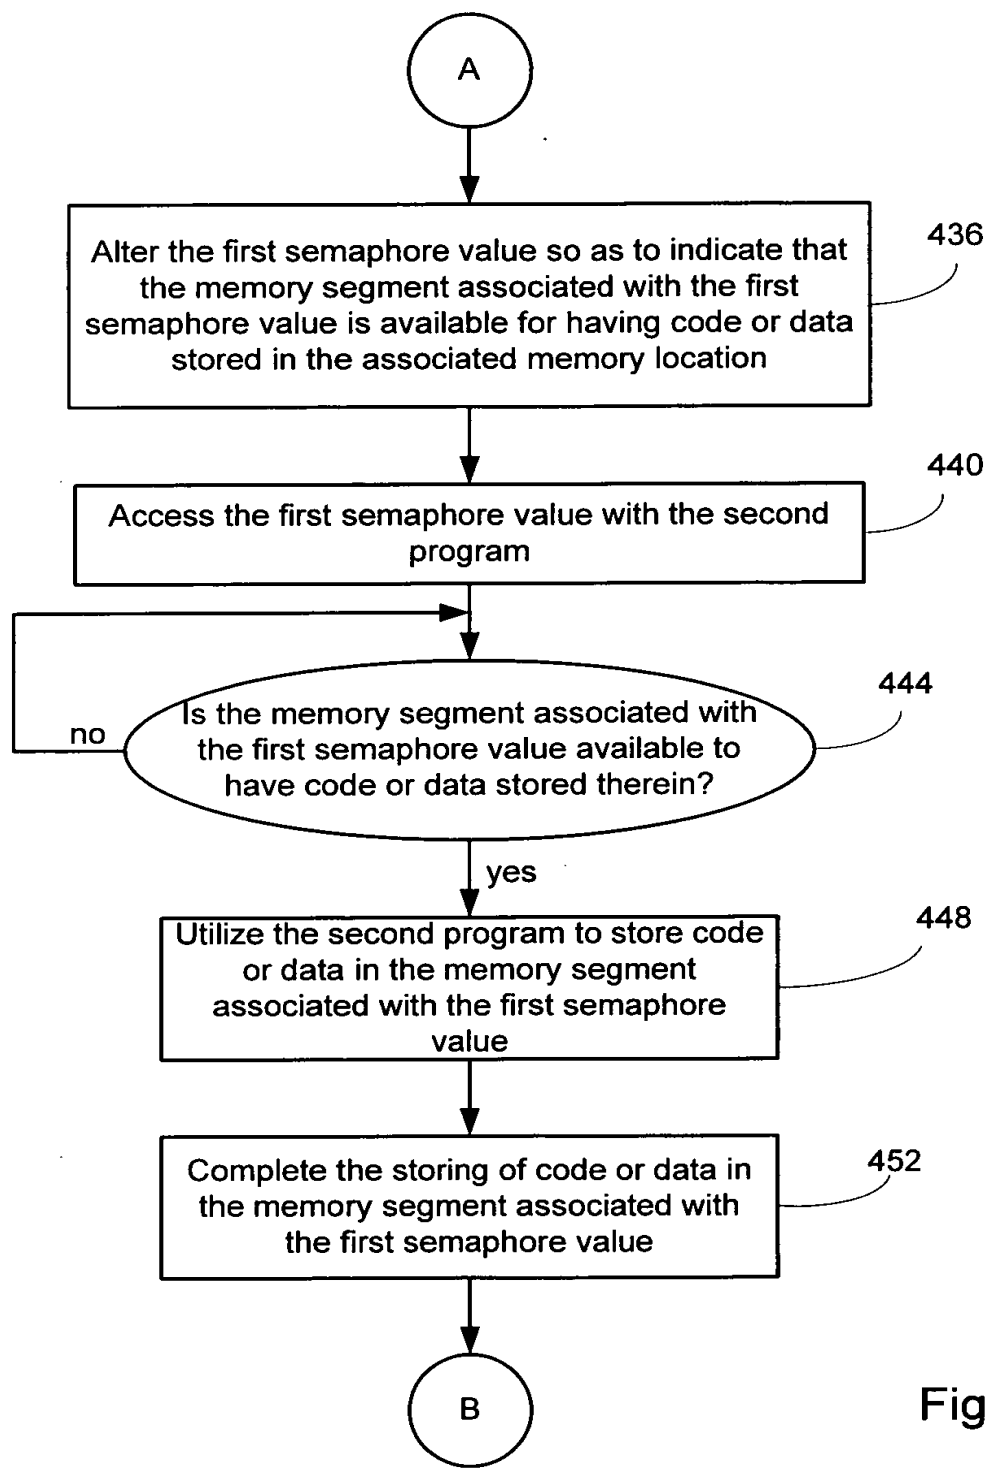 A
Alter the first semaphore value so as to indicate that
the memory segment associated with the first
semaphore value is available for having code or data
stored in the associated memory location
436
Access the first semaphore value with the second
program
440
Is the memory segment associated with
the first semaphore value available to
have code or data stored therein?
444
no
yes
Utilize the second program to store code
or data in the memory segment
associated with the first semaphore
value
448
Complete the storing of code or data in
the memory segment associated with
the first semaphore value
452
B
Fig